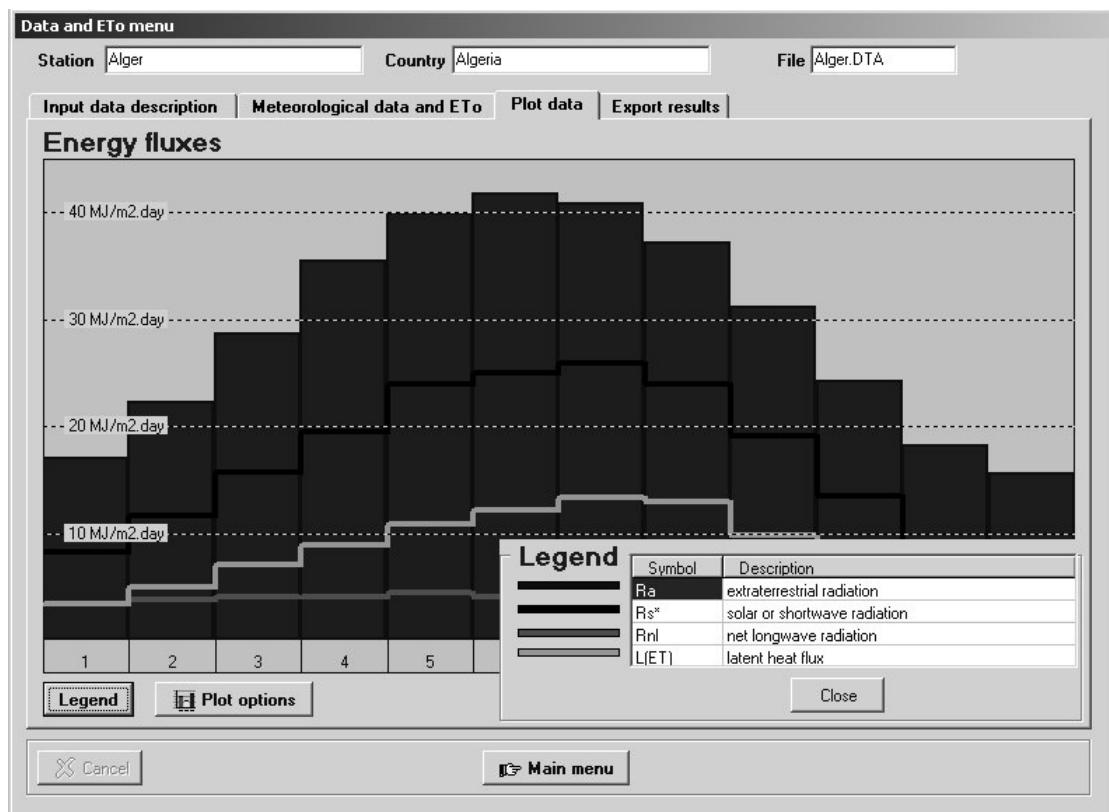 Data and ETo menu
Station Alger Country Algeria File Alger.DTA
Input data description Meteorological data and ETo Plot data Export results
Energy fluxes
40 MJ/m2.day
30 MJ/m2.day
20 MJ/m2.day
10 MJ/m2.day
Legend
Symbol Description
Ra extraterrestrial radiation
Rs* solar or shortwave radiation
Rnl net longwave radiation
L(ET) latent heat flux
1 2 3 4 5
Close
Legend Plot options
Cancel Main menu